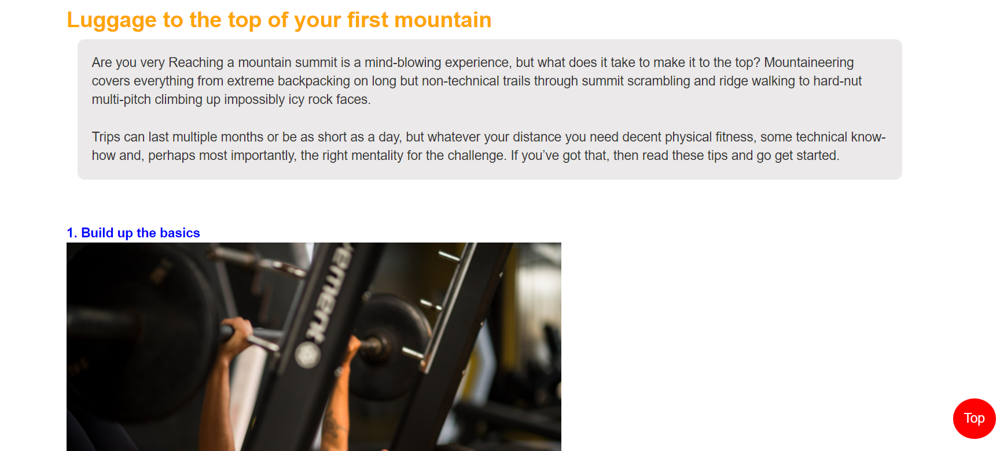 Luggage to the top of your first mountain
Are you very Reaching a mountain summit is a mind-blowing experience, but what does it take to make it to the top? Mountaineering
covers everything from extreme backpacking on long but non-technical trails through summit scrambling and ridge walking to hard-nut
multi-pitch climbing up impossibly icy rock faces.
Trips can last multiple months or be as short as a day, but whatever your distance you need decent physical fitness, some technical know-
how and, perhaps most importantly, the right mentality for the challenge. If you’ve got that, then read these tips and go get started.
1. Build up the basics
Top